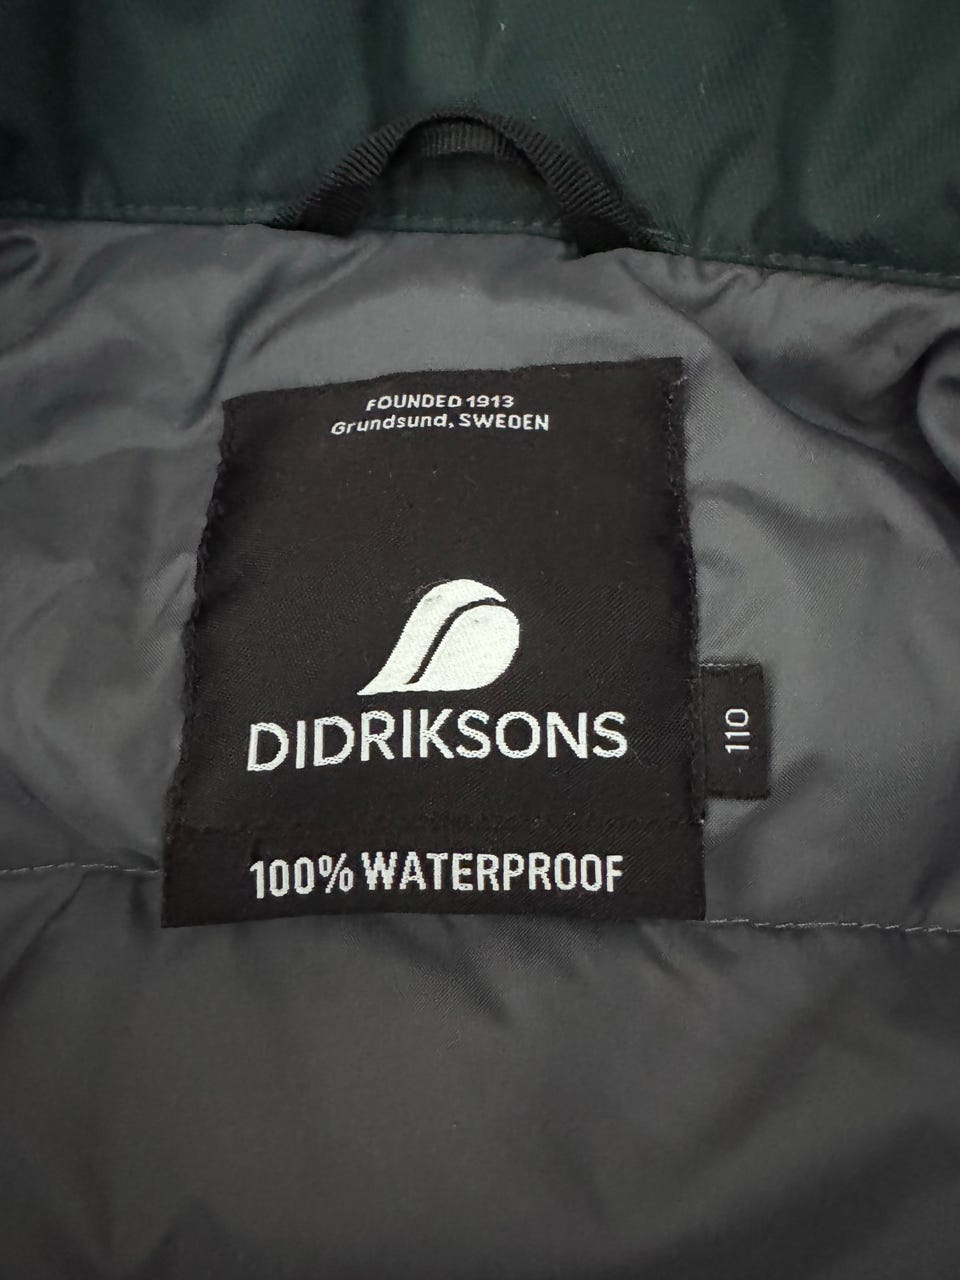 FOUNDED 1913
Grundsund, SWEDEN
DIDRIKSONS
110
100% WATERPROOF